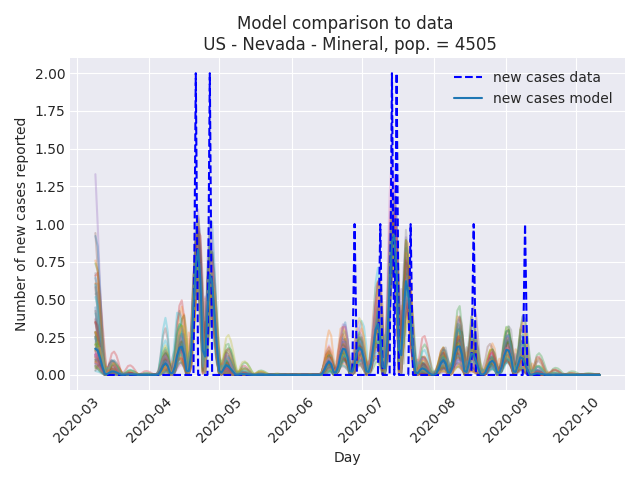 Model comparison to data
US - Nevada - Mineral, pop. = 4505
2.00
1.75
1.50
1.25
1.00
0.75
0.50
0.25
0.00
Number of new cases reported
new cases data
new cases model
2020-03
2020-04
2020-05
2020-06
2020-07
2020-08
2020-09
2020-10
Day